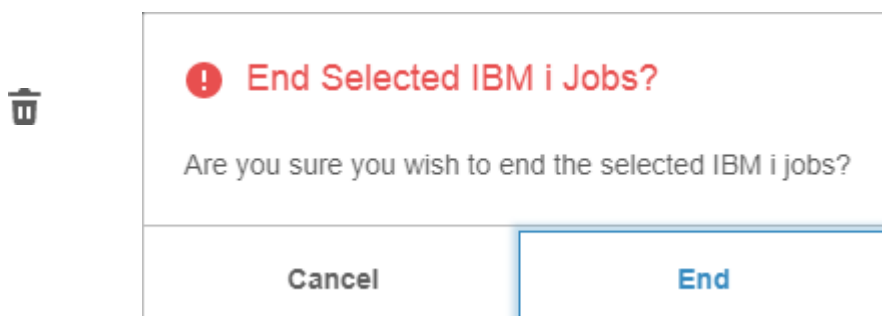 End Selected IBM i Jobs?
Are you sure you wish to end the selected IBM i jobs?
Cancel
End